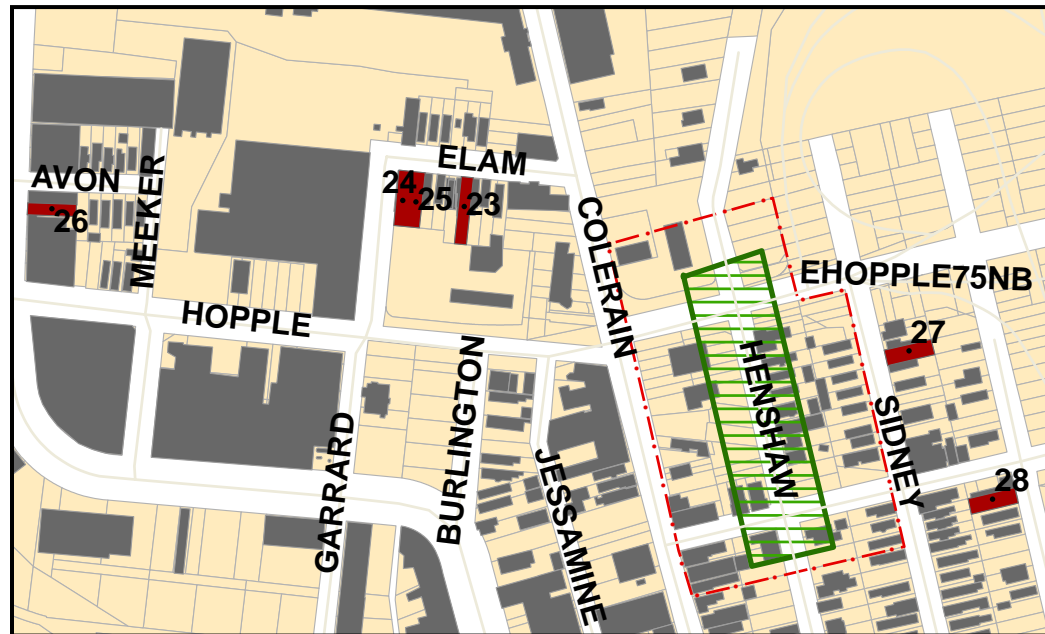 ELAM
AVON
MEEKER
24
25
23
26
COLERAIN
EHOPPLE75NB
HOPPLE
27
HENSHAW
SIDNEY
BURLINGTON
GARRARD
JESSAMINE
28